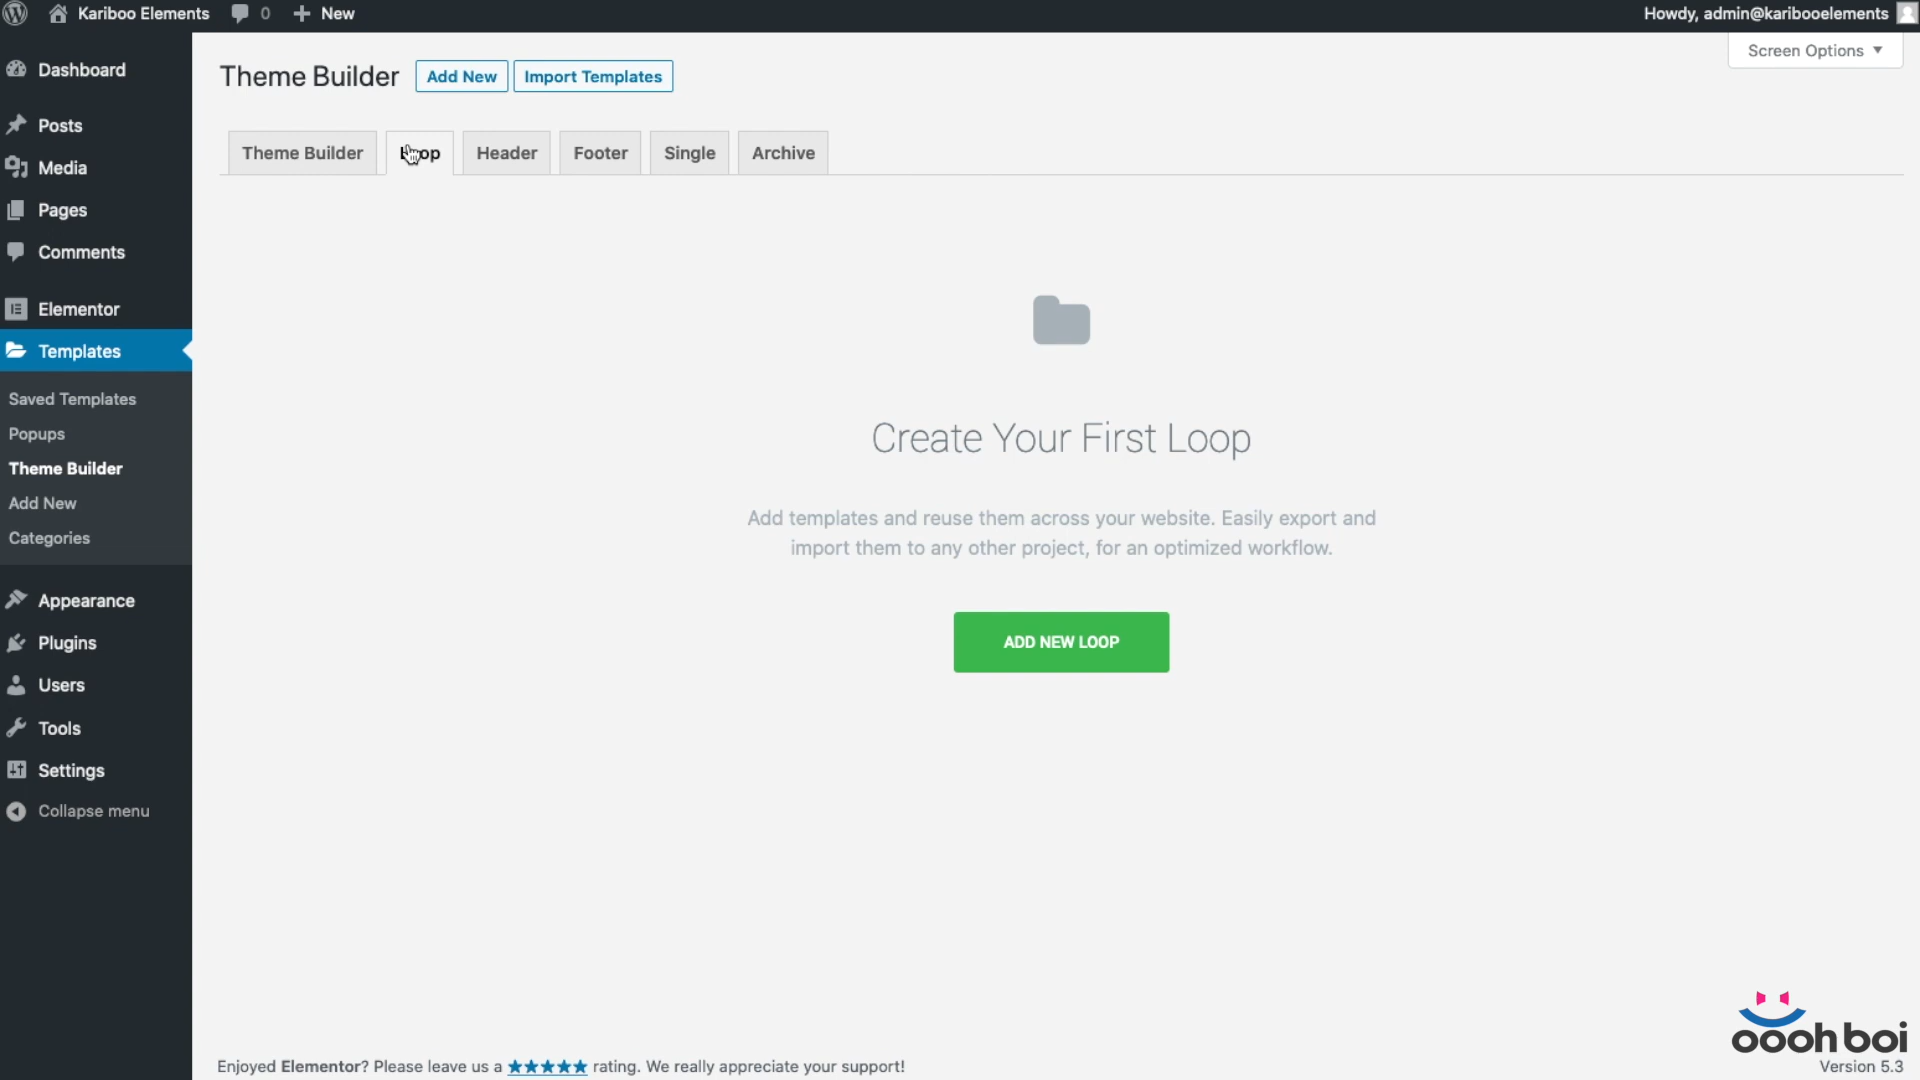 Kariboo Elements 0 New Howdy, admin@karibooelements
Screen Options
Dashboard
Posts
Media
Pages
Comments
Elementor
Templates
Saved Templates
Popups
Theme Builder
Add New
Categories
Appearance
Plugins
Users
Tools
Settings
Collapse menu
Theme Builder Add New Import Templates
Theme Builder Loop Header Footer Single Archive
Create Your First Loop
Add templates and reuse them across your website. Easily export and
import them to any other project, for an optimized workflow.
ADD NEW LOOP
Enjoyed Elementor? Please leave us a ★★★★★ rating. We really appreciate your support!
oooh boi
Version 5.3